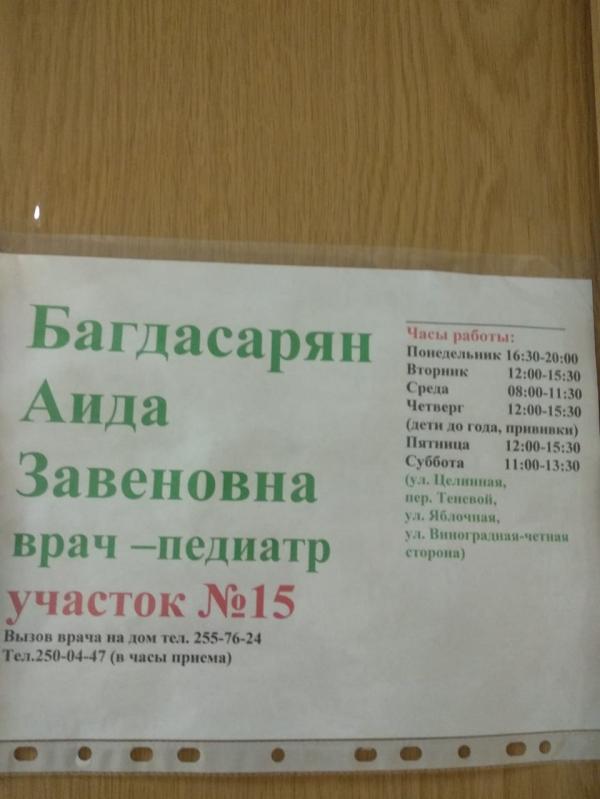 Багдасарян
Аида
Завеновна
врач –педиатр
участок №15
Вызов врача на дом тел. 255-76-24
Тел.250-04-47 (в часы приема)
Часы работы:
Понедельник 16:30-20:00
Вторник 12:00-15:30
Среда 08:00-11:30
Четверг 12:00-15:30
(дети до года, прививки)
Пятница 12:00-15:30
Суббота 11:00-13:30
(ул. Целинная,
пер. Теневой,
ул. Яблочная,
ул. Виноградная-четная
сторона)